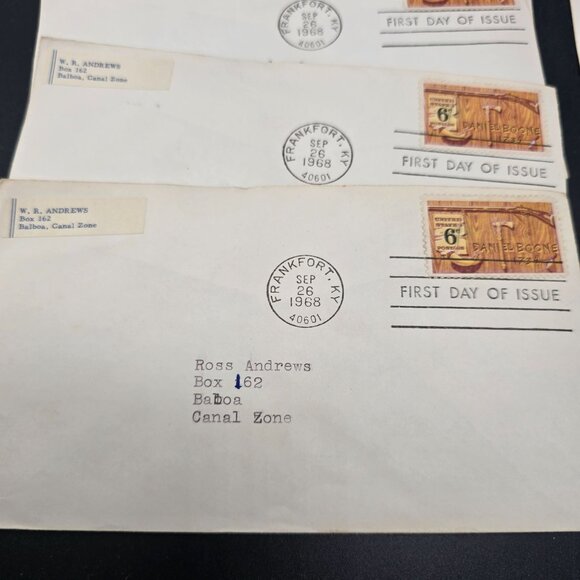 FRANKFORT, KY
SEP
26
1968
40601
FIRST DAY OF ISSUE
W. R. ANDREWS
Box 162
Balboa, Canal Zone
FRANKFORT, KY
SEP
26
1968
40601
UNITED
STATES
6c
POSTAGE
DANIEL BOONE
1734
FIRST DAY OF ISSUE
W. R. ANDREWS
Box 162
Balboa, Canal Zone
FRANKFORT, KY
SEP
26
1968
40601
UNITED
STATES
6c
POSTAGE
DANIEL BOONE
1734
FIRST DAY OF ISSUE
Ross Andrews
Box 162
Balboa
Canal Zone